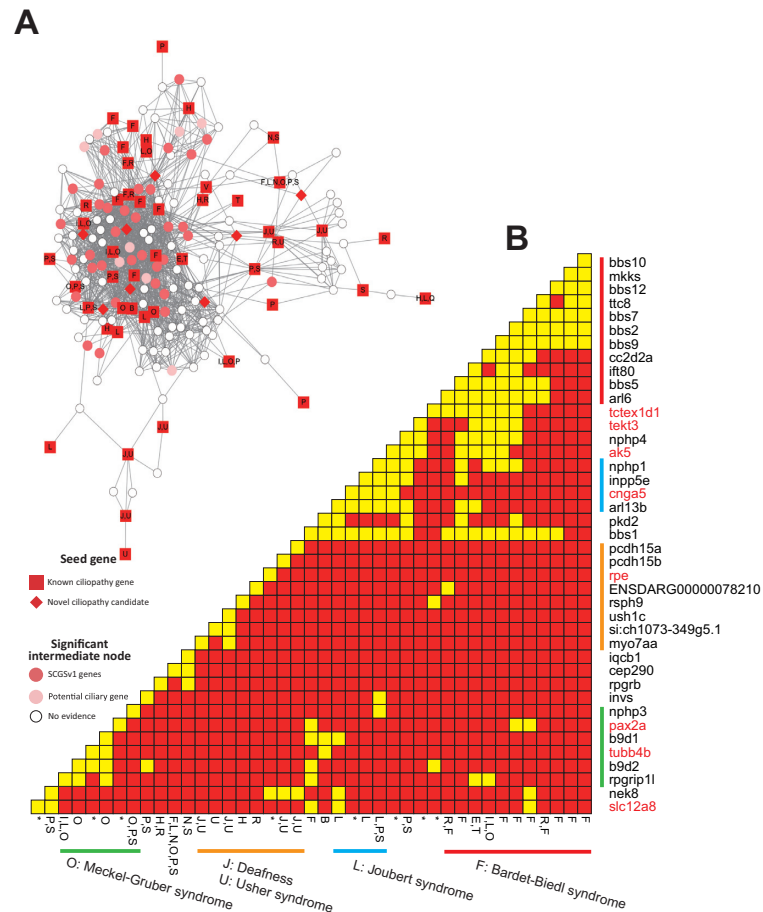 A
P
H
F
F
H
L,O
F
F,R
N,S
F,L,N,O,P,S
V
H,R
T
F,R
F
F
F
R
I,L,O
J,U
R,U
J,U
R
B
P,S
I,L,O
F
E,T
P,S
P,S
F
O,P,S
S
H,L,O
L,P,S
O
B
L
O
P
H
L
I,L,O,P
P
J,U
L
J,U
J,U
U
bbs10
mkks
bbs12
ttc8
bbs7
bbs2
bbs9
cc2d2a
ift80
bbs5
arl6
tctex1d1
tekt3
nphp4
ak5
nphp1
inpp5e
cnga5
arl13b
pkd2
bbs1
pcdh15a
pcdh15b
rpe
ENSDARG00000078210
rsph9
ush1c
si:ch1073-349g5.1
myo7aa
iqcb1
cep290
rpgrb
invs
nphp3
pax2a
b9d1
tubb4b
b9d2
rpgrip1l
nek8
slc12a8
Seed gene
Known ciliopathy gene
Novel ciliopathy candidate
Significant
intermediate node
SCGSv1 genes
Potential ciliary gene
No evidence
*
P,S
I,L,O
O
*
O
*
O,P,S
P,S
H,R
F,L,N,O,P,S
N,S
J,U
U
J,U
H
R
*
J,U
J,U
F
B
L
*
L
L,P,S
*
P,S
*
*
R,F
F
E,T
I,L,O
F
F
F
R,F
F
F
F
O: Meckel-Gruber syndrome
J: Deafness
U: Usher syndrome
L: Joubert syndrome
F: Bardet-Biedl syndrome